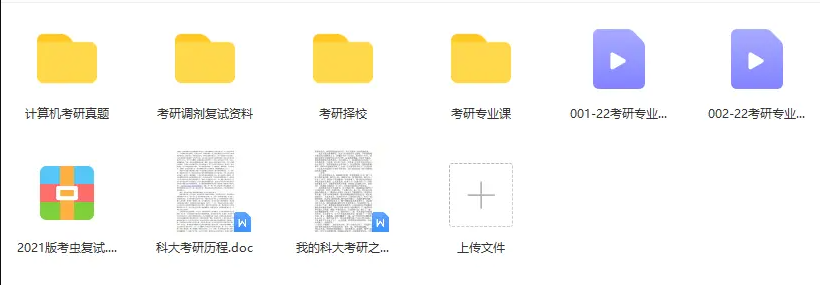 计算机考研真题
考研调剂复试资料
考研择校
考研专业课
001-22考研专业...
002-22考研专业...
2021版考虫复试....
科大考研历程.doc
我的科大考研之...
上传文件